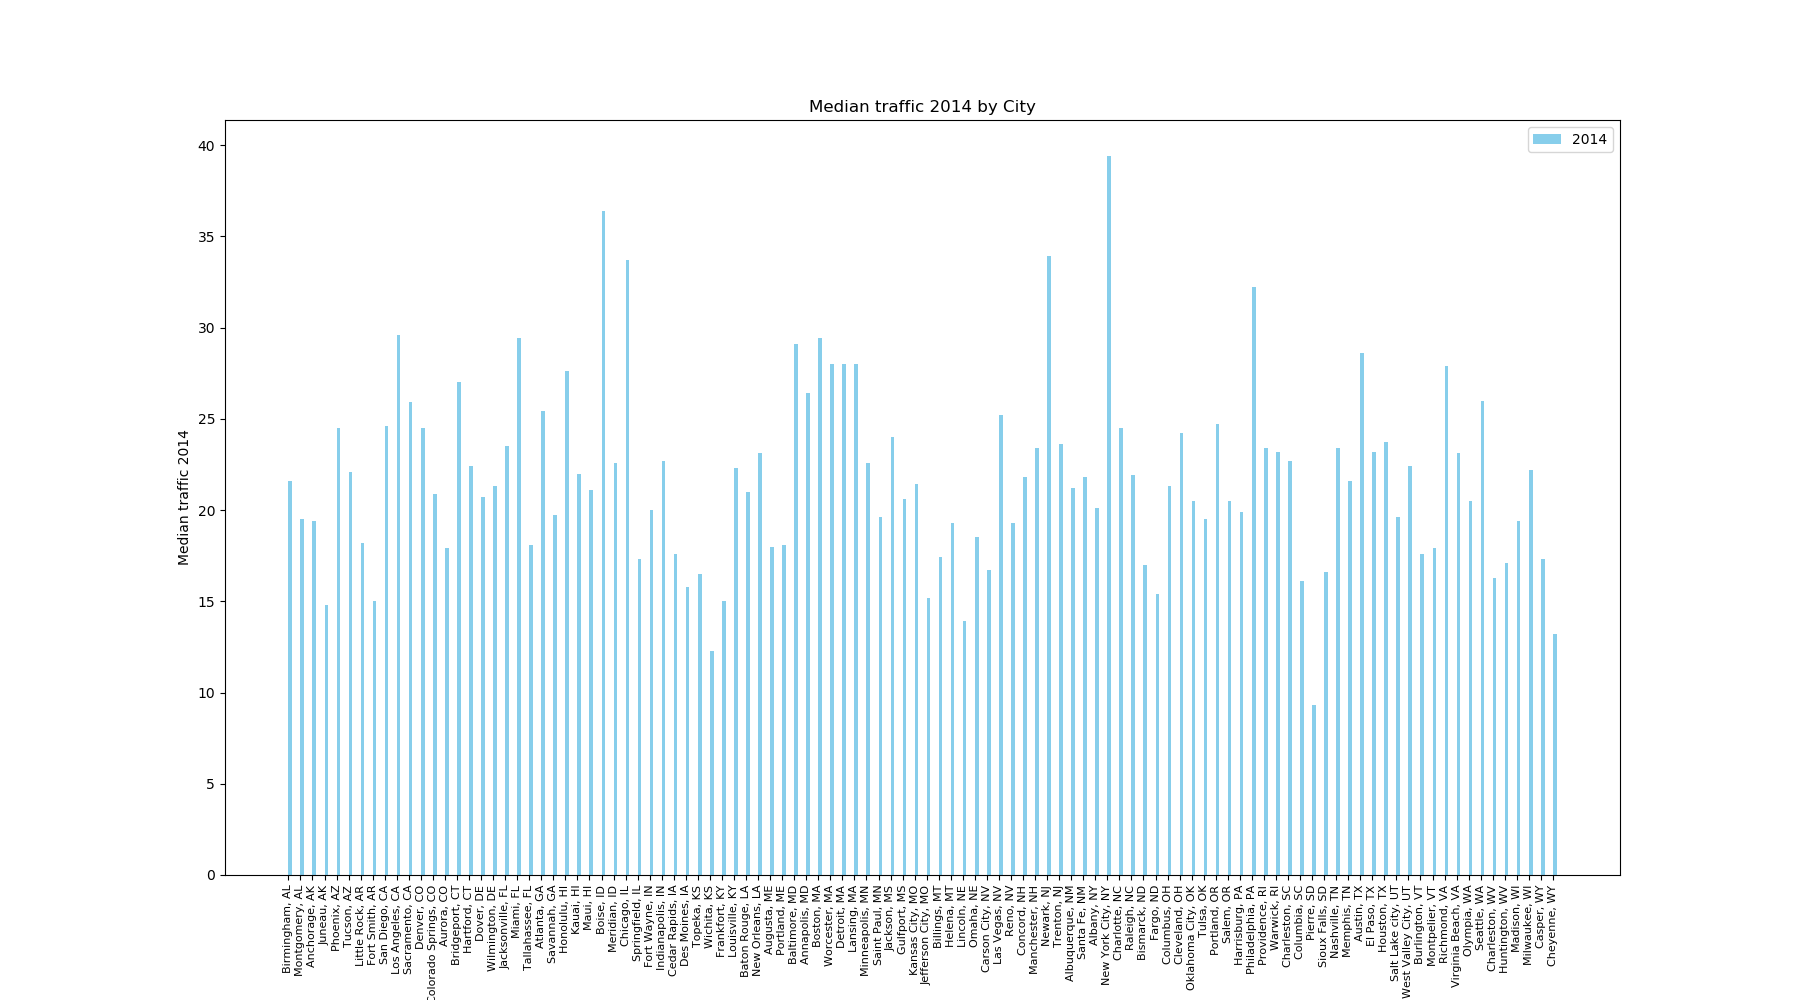 Median traffic 2014 by City
2014
40
35
30
25
20
15
10
5
0
Median traffic 2014
Birmingham, AL
Montgomery, AL
Anchorage, AK
Juneau, AK
Phoenix, AZ
Tucson, AZ
Little Rock, AR
Fort Smith, AR
San Diego, CA
Los Angeles, CA
Sacramento, CA
Denver, CO
Colorado Springs, CO
Aurora, CO
Bridgeport, CT
Hartford, CT
Dover, DE
Wilmington, DE
Jacksonville, FL
Miami, FL
Tallahassee, FL
Atlanta, GA
Savannah, GA
Honolulu, HI
Kauai, HI
Maui, HI
Boise, ID
Meridian, ID
Chicago, IL
Springfield, IL
Fort Wayne, IN
Indianapolis, IN
Cedar Rapids, IA
Des Moines, IA
Topeka, KS
Wichita, KS
Frankfort, KY
Louisville, KY
Baton Rouge, LA
New Orleans, LA
Augusta, ME
Portland, ME
Baltimore, MD
Annapolis, MD
Boston, MA
Worcester, MA
Detroit, MA
Lansing, MA
Minneapolis, MN
Saint Paul, MN
Jackson, MS
Gulfport, MS
Kansas City, MO
Jefferson City, MO
Billings, MT
Helena, MT
Lincoln, NE
Omaha, NE
Carson City, NV
Las Vegas, NV
Reno, NV
Concord, NH
Manchester, NH
Newark, NJ
Trenton, NJ
Albuquerque, NM
Santa Fe, NM
Albany, NY
New York City, NY
Charlotte, NC
Raleigh, NC
Bismarck, ND
Fargo, ND
Columbus, OH
Cleveland, OH
Oklahoma City, OK
Tulsa, OK
Portland, OR
Salem, OR
Harrisburg, PA
Philadelphia, PA
Providence, RI
Warwick, RI
Charleston, SC
Columbia, SC
Pierre, SD
Sioux Falls, SD
Nashville, TN
Memphis, TN
Austin, TX
El Paso, TX
Houston, TX
Salt Lake city, UT
West Valley City, UT
Burlington, VT
Montpelier, VT
Richmond, VA
Virginia Beach, VA
Olympia, WA
Seattle, WA
Charleston, WV
Huntington, WV
Madison, WI
Milwaukee, WI
Casper, WY
Cheyenne, WY